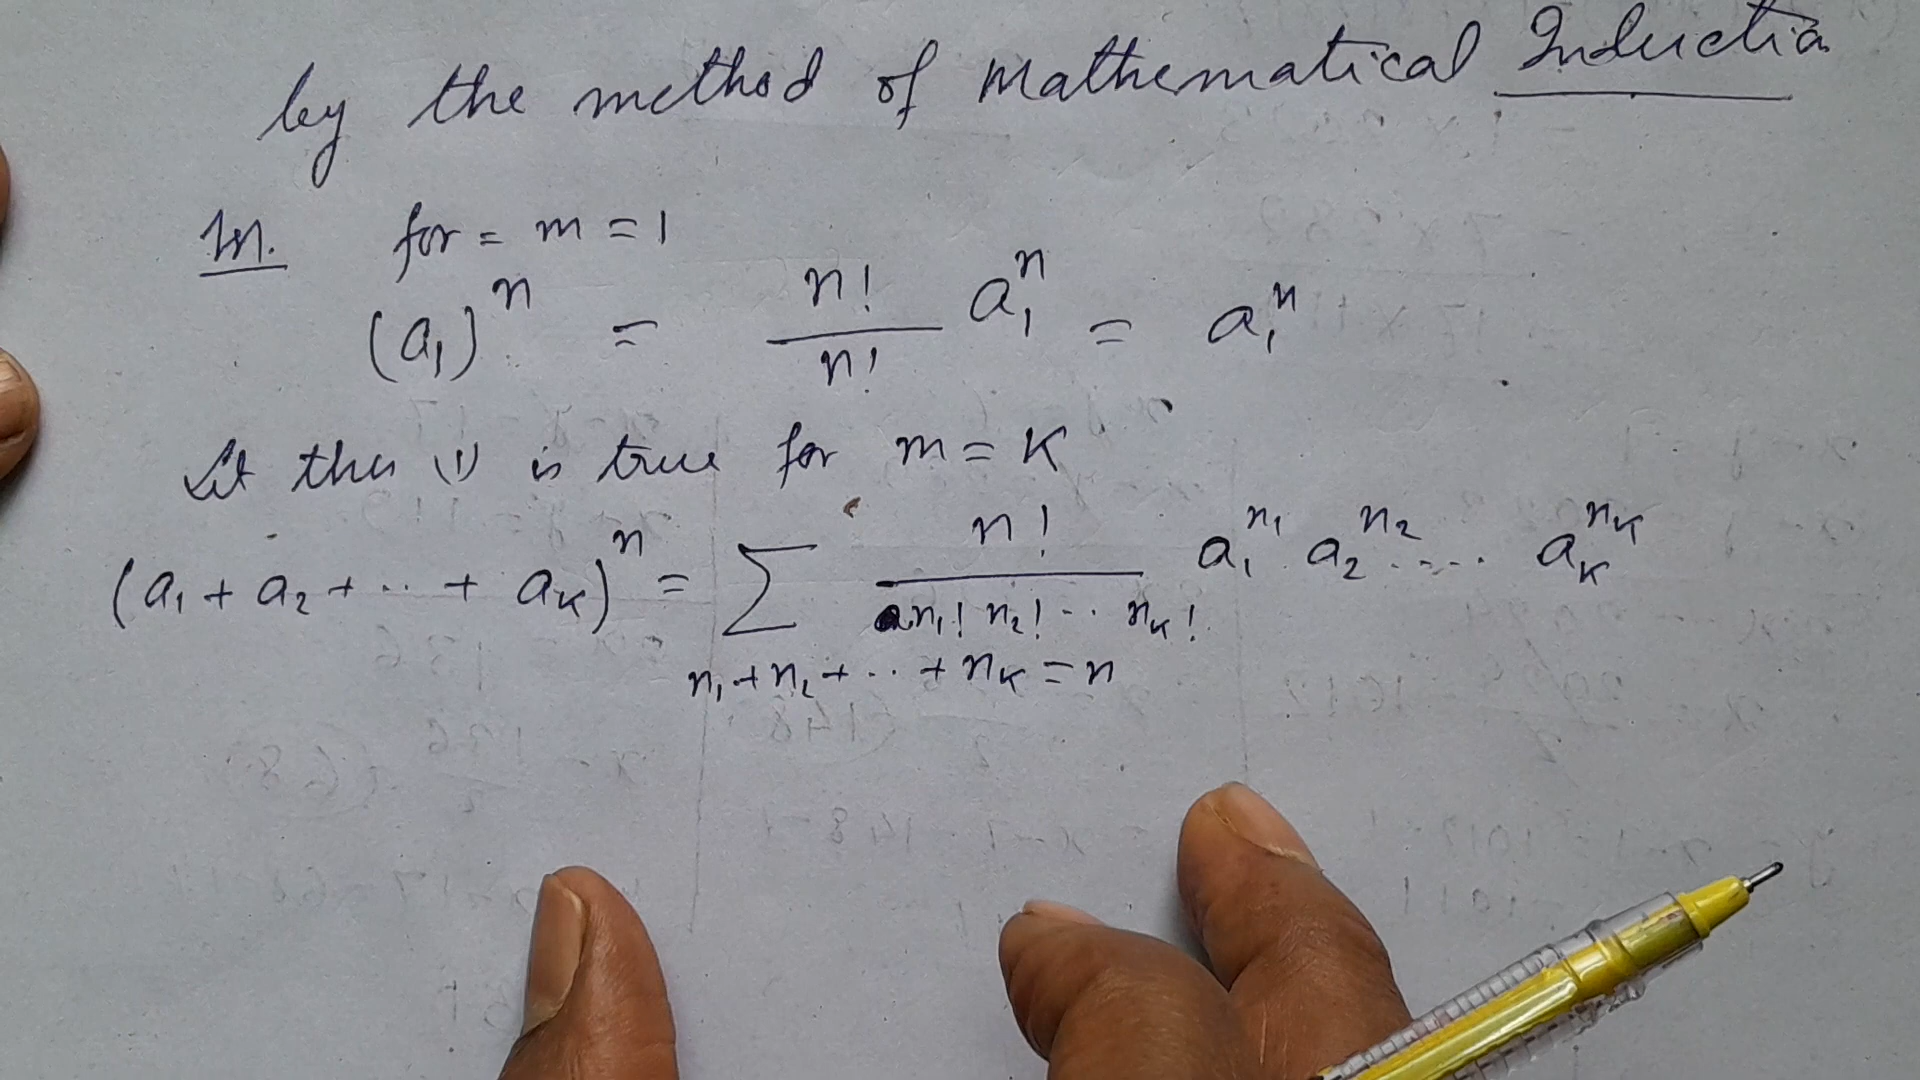 by the method of Mathematical Induction
for = m = 1
(a₁)ⁿ = n!/n! a₁ⁿ = a₁ⁿ
Let this (1) is true for m = K
(a₁ + a₂ + .. + aₖ)ⁿ = Σ n!/(n₁! n₂! ... nₖ!) a₁^n₁ a₂^n₂ .... aₖ^nₖ
n₁ + n₂ + .. + nₖ = n